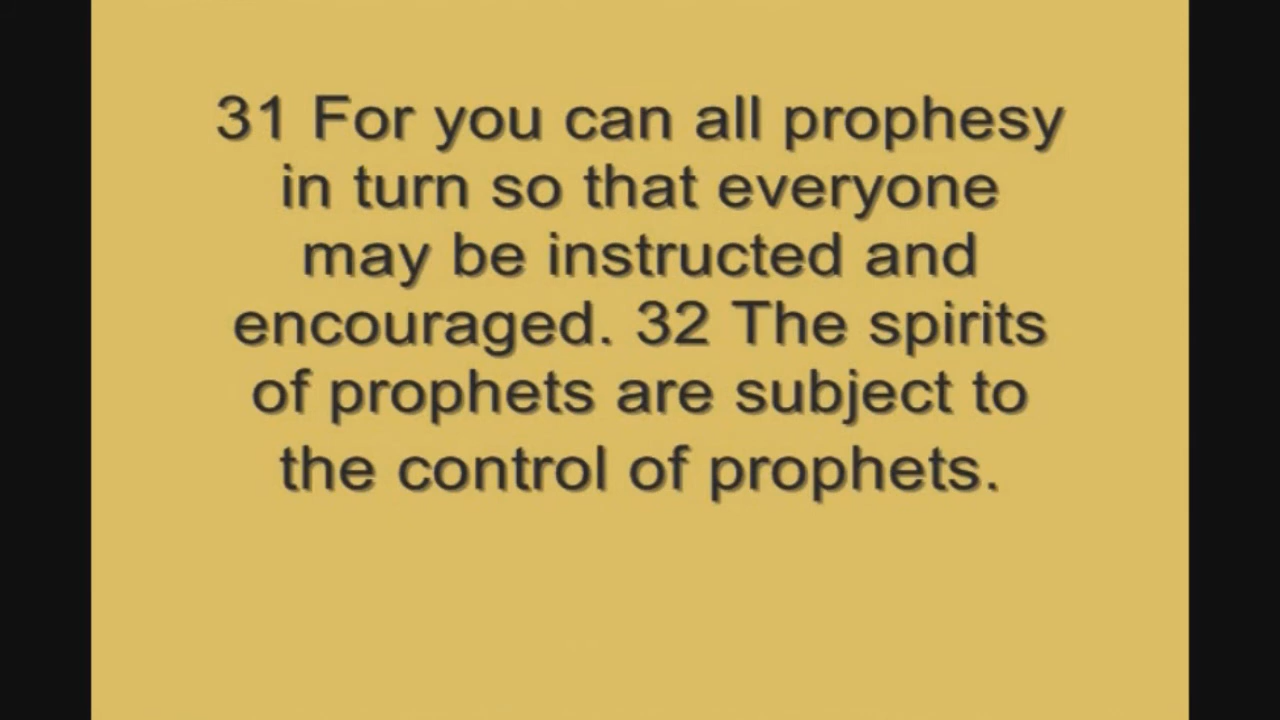 31 For you can all prophesy
in turn so that everyone
may be instructed and
encouraged. 32 The spirits
of prophets are subject to
the control of prophets.